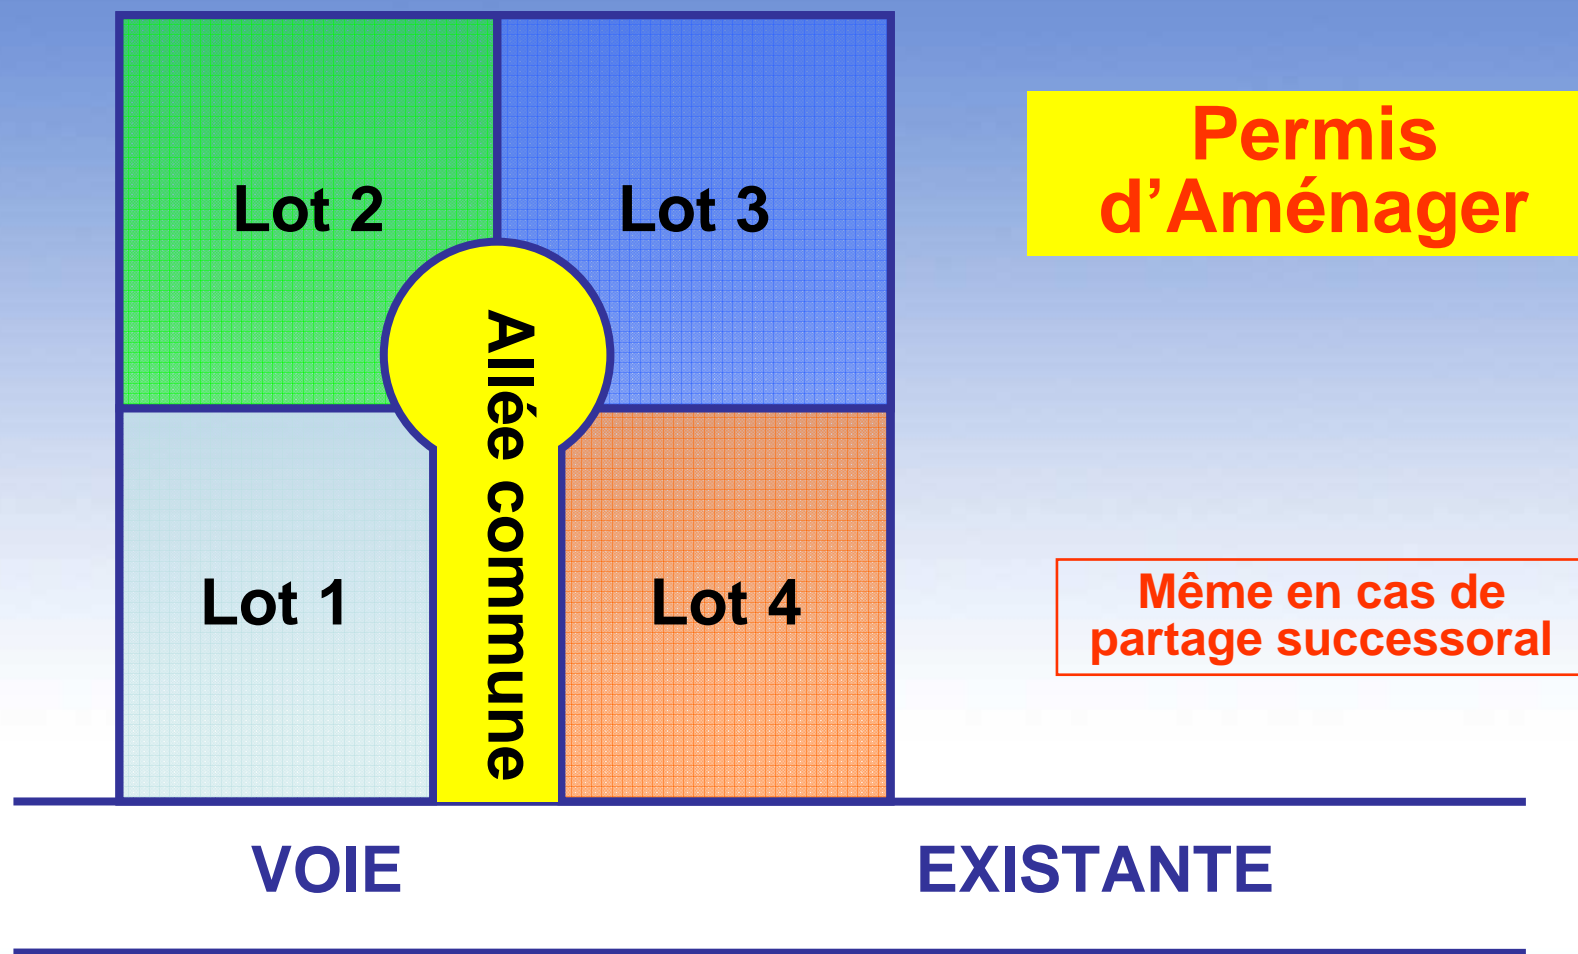 Permis
d’Aménager
Lot 2
Lot 3
Allée commune
Lot 1
Lot 4
Même en cas de
partage successoral
VOIE
EXISTANTE